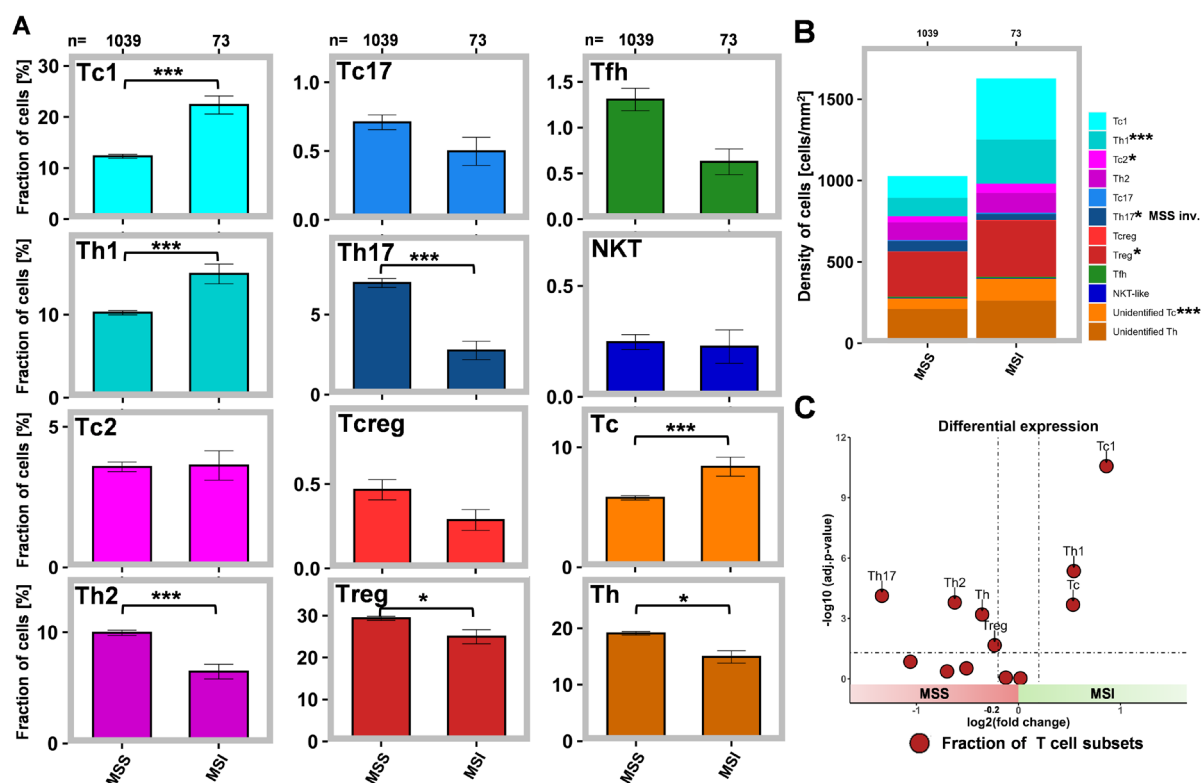 A
n= 1039 73
n= 1039 73
n= 1039 73
Fraction of cells [%]
30
20
10
0
Tc1
***
Tc17
1.0
0.5
0.0
Tfh
1.5
1.0
0.5
0.0
Fraction of cells [%]
10
0
Th1
***
Th17
***
5
0
NKT
0.5
0.0
Fraction of cells [%]
5
0
Tc2
Tcreg
0.5
0.0
Tc
***
10
0
Fraction of cells [%]
10
0
Th2
***
Treg
*
30
20
10
0
Th
*
20
10
0
MSS MSI
MSS MSI
MSS MSI
B
1039 73
Density of cells [cells/mm²]
1500
1000
500
0
MSS MSI
Tc1
Th1***
Tc2*
Th2
Tc17
Th17* MSS inv.
Tcreg
Treg*
Tfh
NKT-like
Unidentified Tc***
Unidentified Th
C
Differential expression
-log10 (adj.p-value)
12
9
6
3
0
Tc1
Th1
Tc
Th17
Th2
Th
Treg
MSS MSI
-1 -0.2 0 1
log2(fold change)
Fraction of T cell subsets